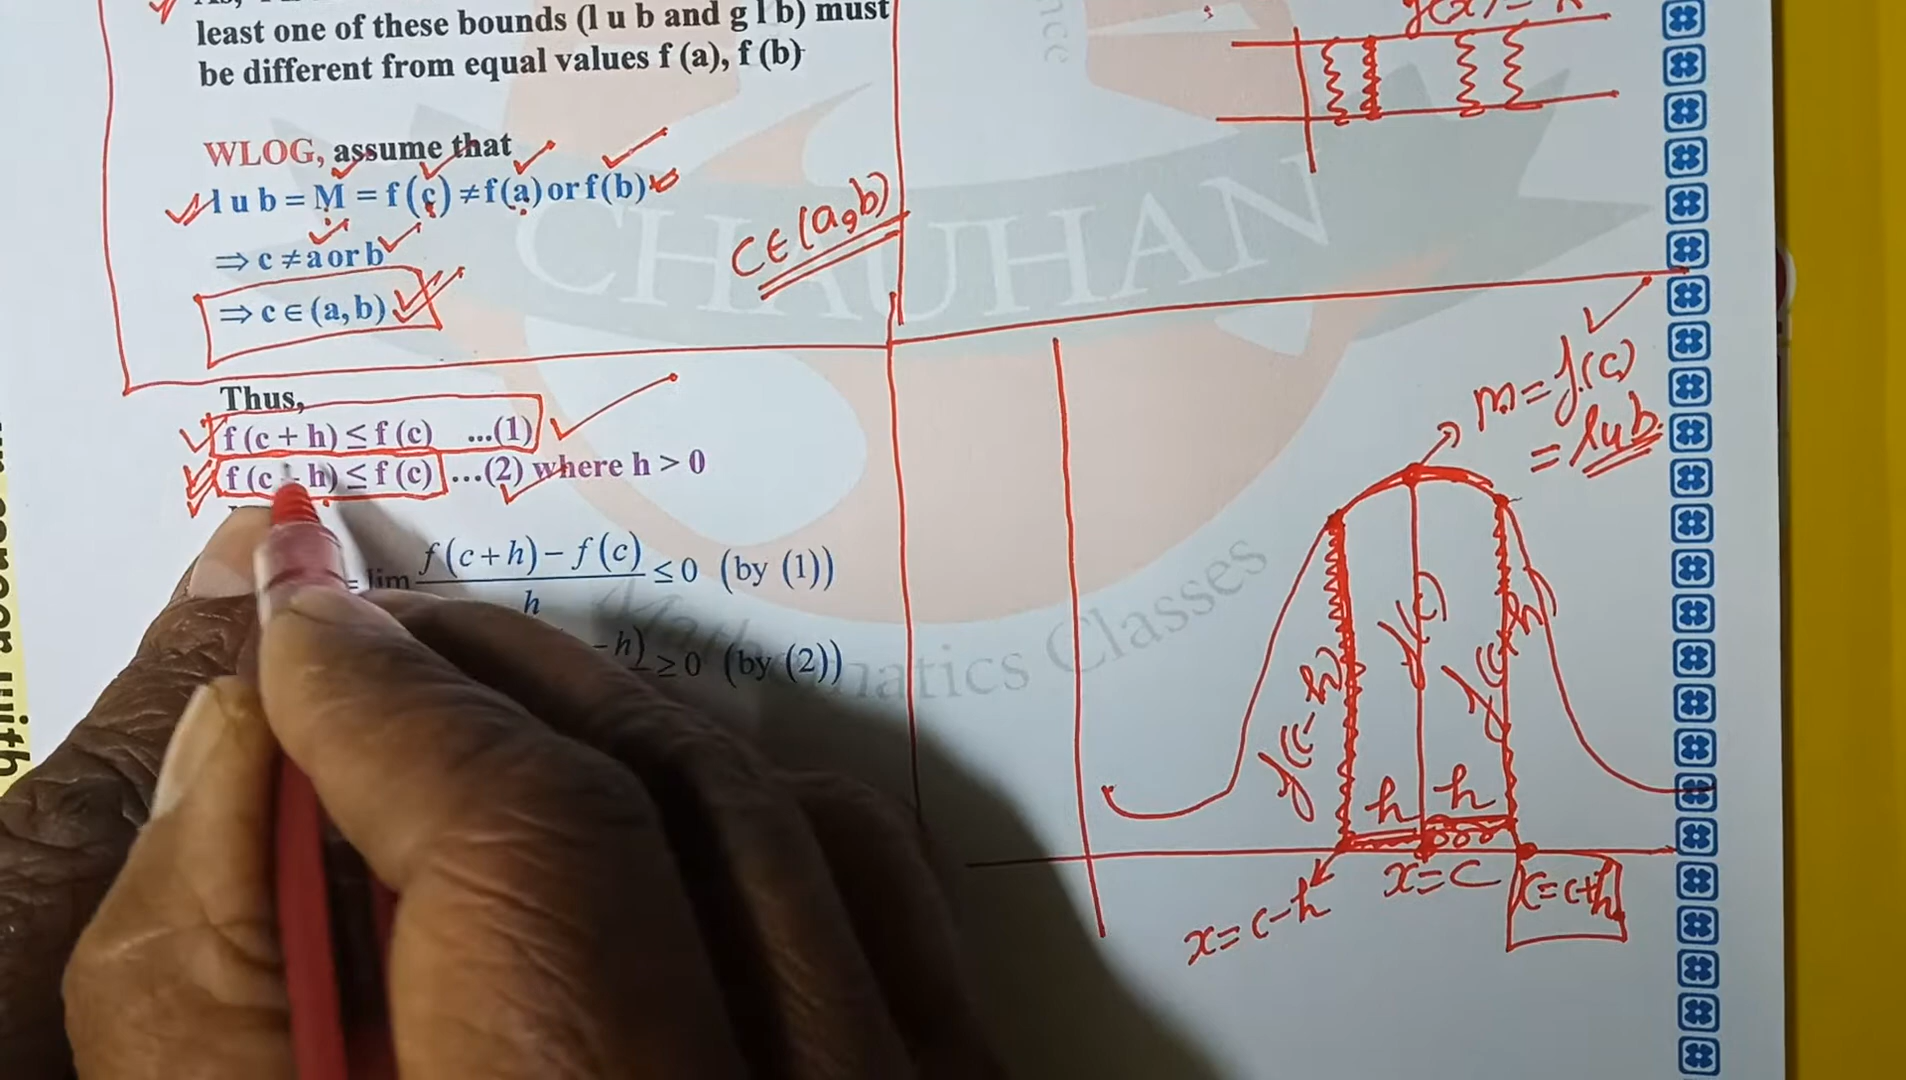 least one of these bounds (l u b and g l b) must
be different from equal values f (a), f (b)
WLOG, assume that
l u b = M = f (c) ≠ f (a) or f (b)
⇒ c ≠ a or b
⇒ c ∈ (a, b)
C ∈ (a, b)
Thus,
f (c + h) ≤ f (c) ...(1)
f (c - h) ≤ f (c) ...(2) where h > 0
= lim f (c + h) − f (c) / h ≤ 0 (by (1))
- h) ≥ 0 (by (2))
CHAUHAN
Classes
m = f(c)
= lub
f(c-h)
f(c)
f(c+h)
h h
x = c-h
x = c
x = c+h